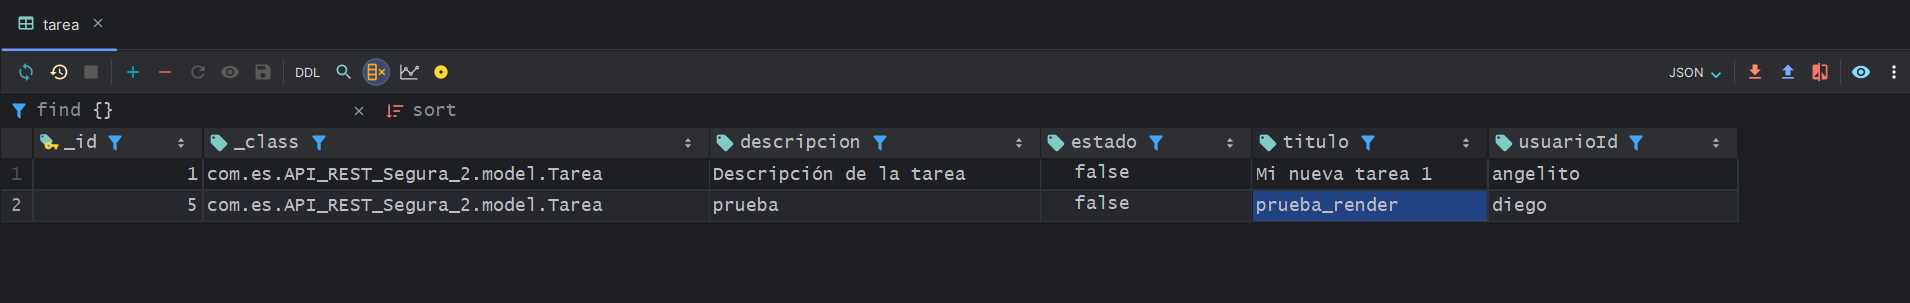 tarea
DDL JSON
find {} sort
_id _class descripcion estado titulo usuarioId
1 1 com.es.API_REST_Segura_2.model.Tarea Descripción de la tarea false Mi nueva tarea 1 angelito
2 5 com.es.API_REST_Segura_2.model.Tarea prueba false prueba_render diego